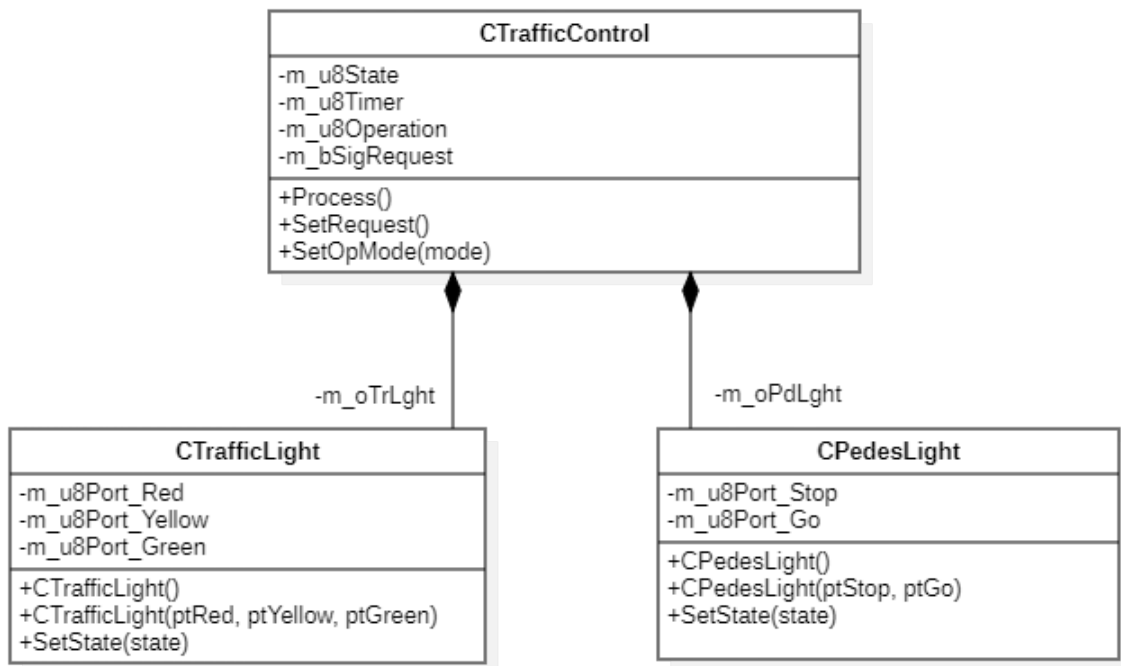 CTrafficControl
-m_u8State
-m_u8Timer
-m_u8Operation
-m_bSigRequest
+Process()
+SetRequest()
+SetOpMode(mode)
-m_oTrLght
-m_oPdLght
CTrafficLight
-m_u8Port_Red
-m_u8Port_Yellow
-m_u8Port_Green
+CTrafficLight()
+CTrafficLight(ptRed, ptYellow, ptGreen)
+SetState(state)
CPedesLight
-m_u8Port_Stop
-m_u8Port_Go
+CPedesLight()
+CPedesLight(ptStop, ptGo)
+SetState(state)